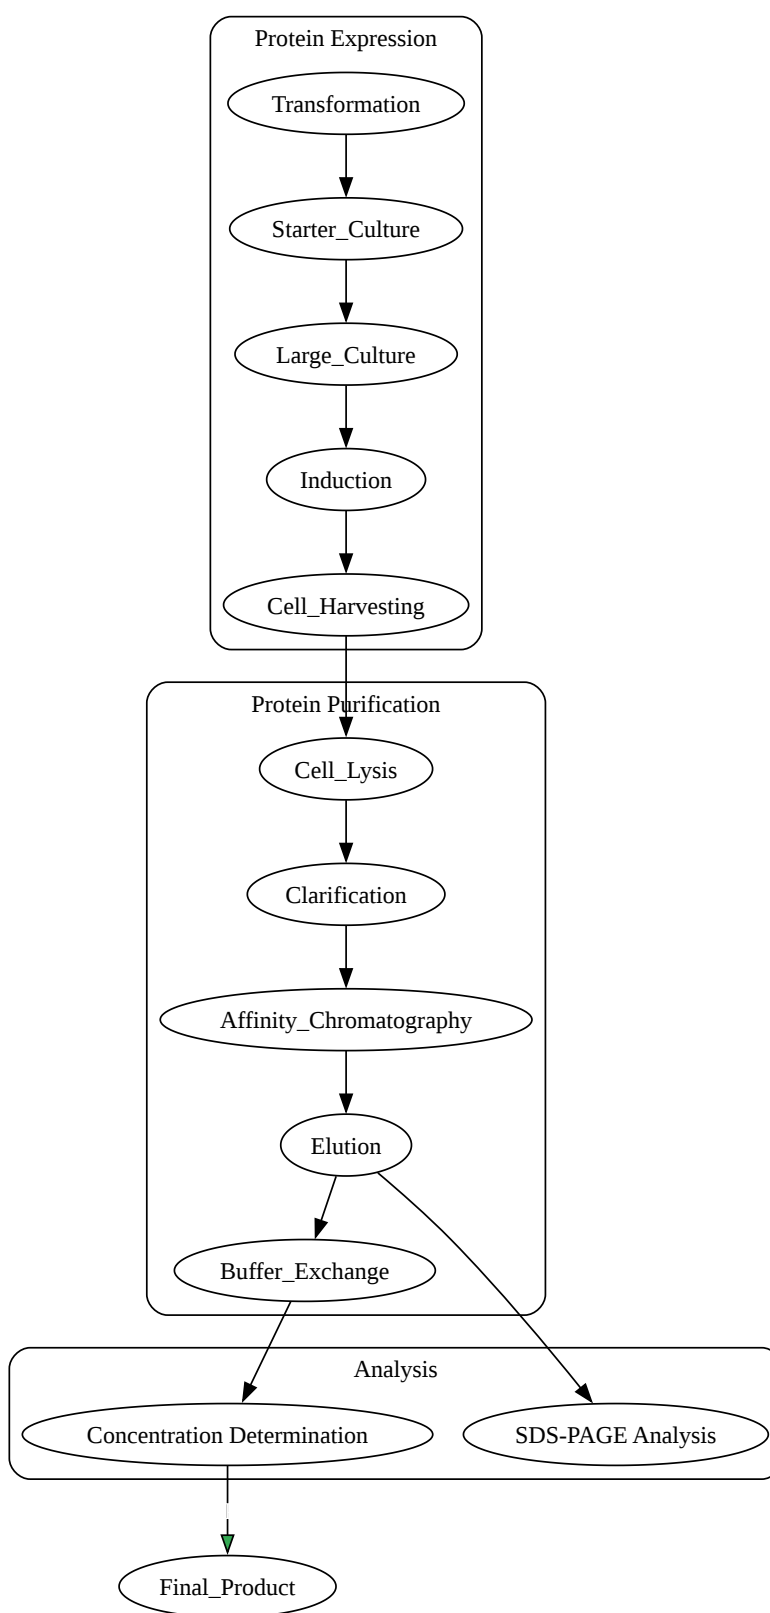 Protein Expression
Transformation
Starter_Culture
Large_Culture
Induction
Cell_Harvesting
Protein Purification
Cell_Lysis
Clarification
Affinity_Chromatography
Elution
Buffer_Exchange
Analysis
Concentration Determination
SDS-PAGE Analysis
Final_Product